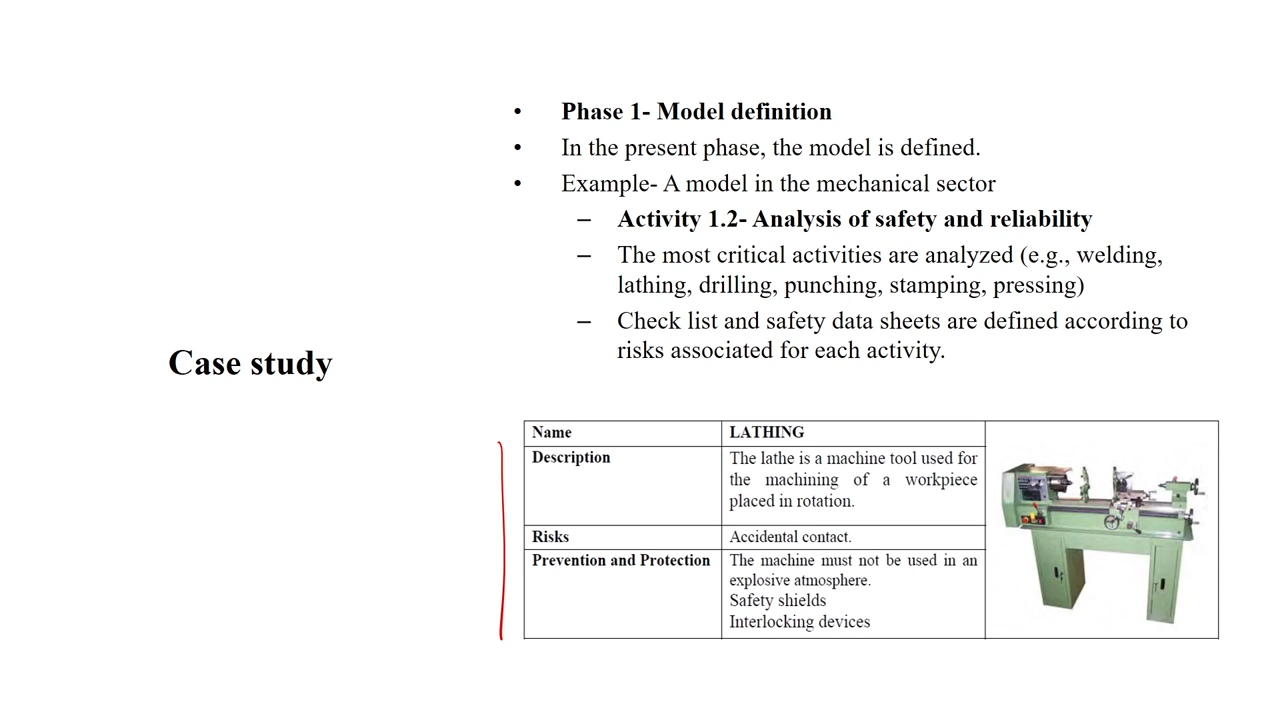 Case study
• Phase 1- Model definition
• In the present phase, the model is defined.
• Example- A model in the mechanical sector
– Activity 1.2- Analysis of safety and reliability
– The most critical activities are analyzed (e.g., welding,
lathing, drilling, punching, stamping, pressing)
– Check list and safety data sheets are defined according to
risks associated for each activity.
Name LATHING
Description The lathe is a machine tool used for
the machining of a workpiece
placed in rotation.
Risks Accidental contact.
Prevention and Protection The machine must not be used in an
explosive atmosphere.
Safety shields
Interlocking devices